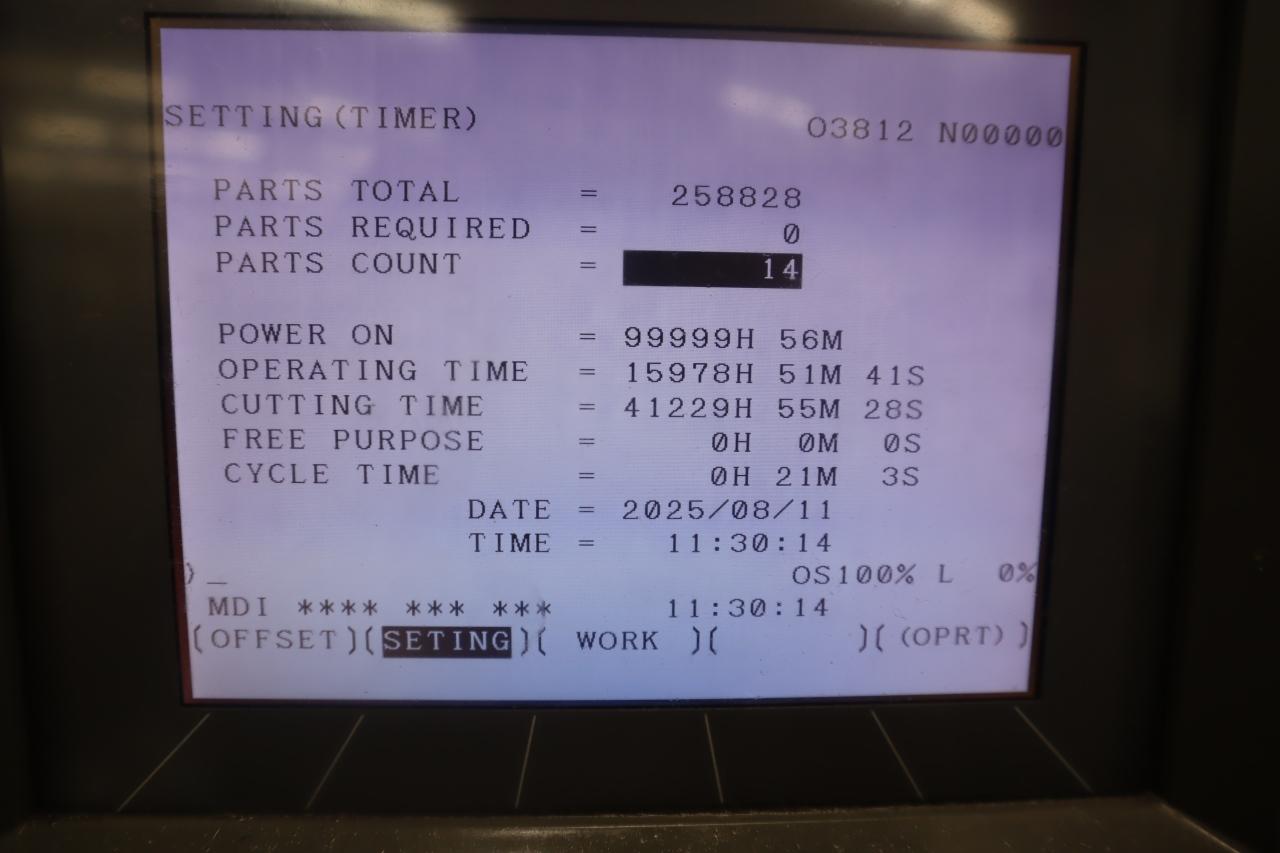 SETTING(TIMER)
O3812 N00000
PARTS TOTAL = 258828
PARTS REQUIRED = 0
PARTS COUNT = 14
POWER ON = 99999H 56M
OPERATING TIME = 15978H 51M 41S
CUTTING TIME = 41229H 55M 28S
FREE PURPOSE = 0H 0M 0S
CYCLE TIME = 0H 21M 3S
DATE = 2025/08/11
TIME = 11:30:14
)_
OS100% L 0%
MDI **** *** *** 11:30:14
(OFFSET)(SETING)( WORK )( )((OPRT))